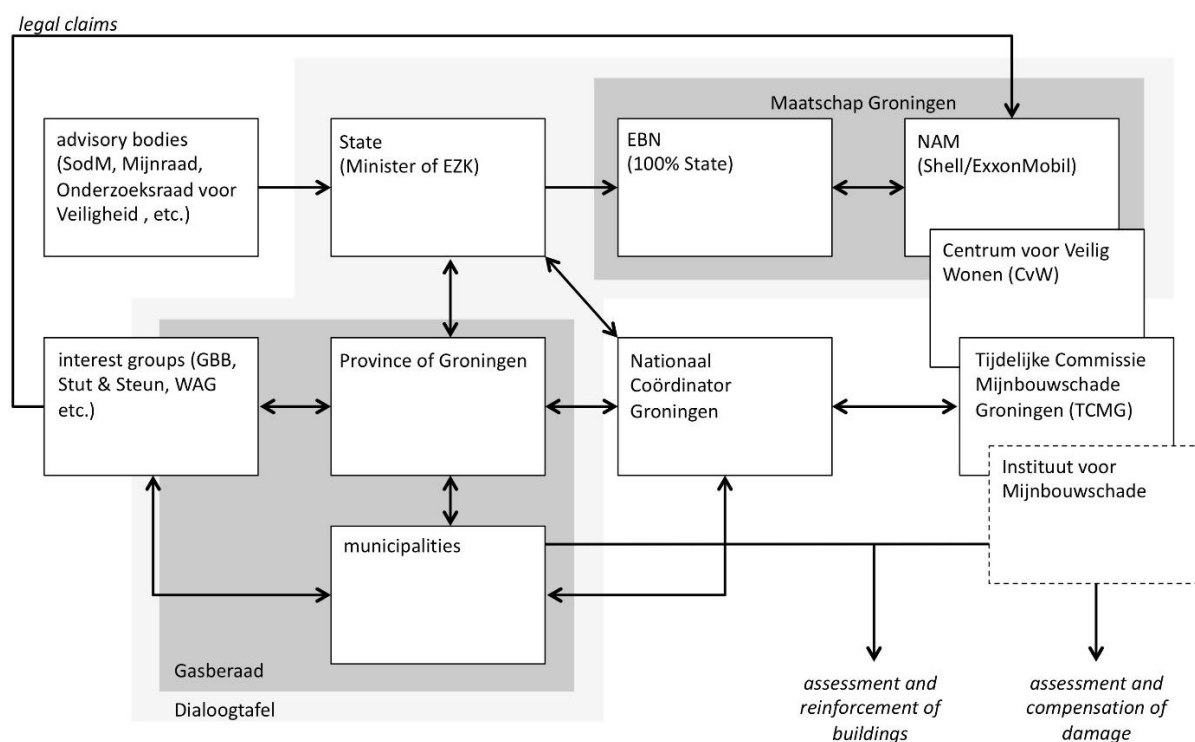 legal claims
Maatschap Groningen
advisory bodies
(SodM, Mijnraad,
Onderzoeksraad voor
Veiligheid , etc.)
State
(Minister of EZK)
EBN
(100% State)
NAM
(Shell/ExxonMobil)
Centrum voor Veilig
Wonen (CvW)
interest groups (GBB,
Stut & Steun, WAG
etc.)
Province of Groningen
Nationaal
Coördinator
Groningen
Tijdelijke Commissie
Mijnbouwschade
Groningen (TCMG)
Instituut voor
Mijnbouwschade
municipalities
Gasberaad
Dialoogtafel
assessment and
reinforcement of
buildings
assessment and
compensation of
damage